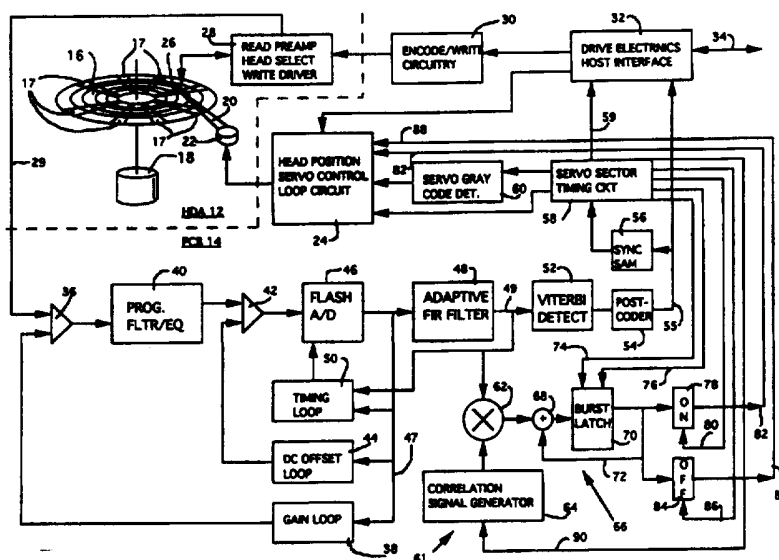 28
30
32
READ PREAMP
HEAD SELECT
WRITE DRIVER
ENCODE/WRITE
CIRCUITRY
DRIVE ELECTRNICS
HOST INTERFACE
34
16
17
26
17
20
22
17
18
29
HDA 12
PCB 14
59
88
82
HEAD POSITION
SERVO CONTROL
LOOP CIRCUIT
24
SERVO GRAY
CODE DET.
60
SERVO SECTOR
TIMING CKT
58
56
SYNC
SAM
36
40
PROG.
FLTR/EQ
42
46
FLASH
A/D
48
ADAPTIVE
FIR FILTER
49
52
VITERBI
DETECT
POST-
CODER
54
55
50
TIMING
LOOP
44
DC OFFSET
LOOP
47
GAIN LOOP
38
62
68
+
74
76
BURST
LATCH
70
72
66
78
ON
80
82
OFF
84
86
CORRELATION
SIGNAL GENERATOR
64
61
90